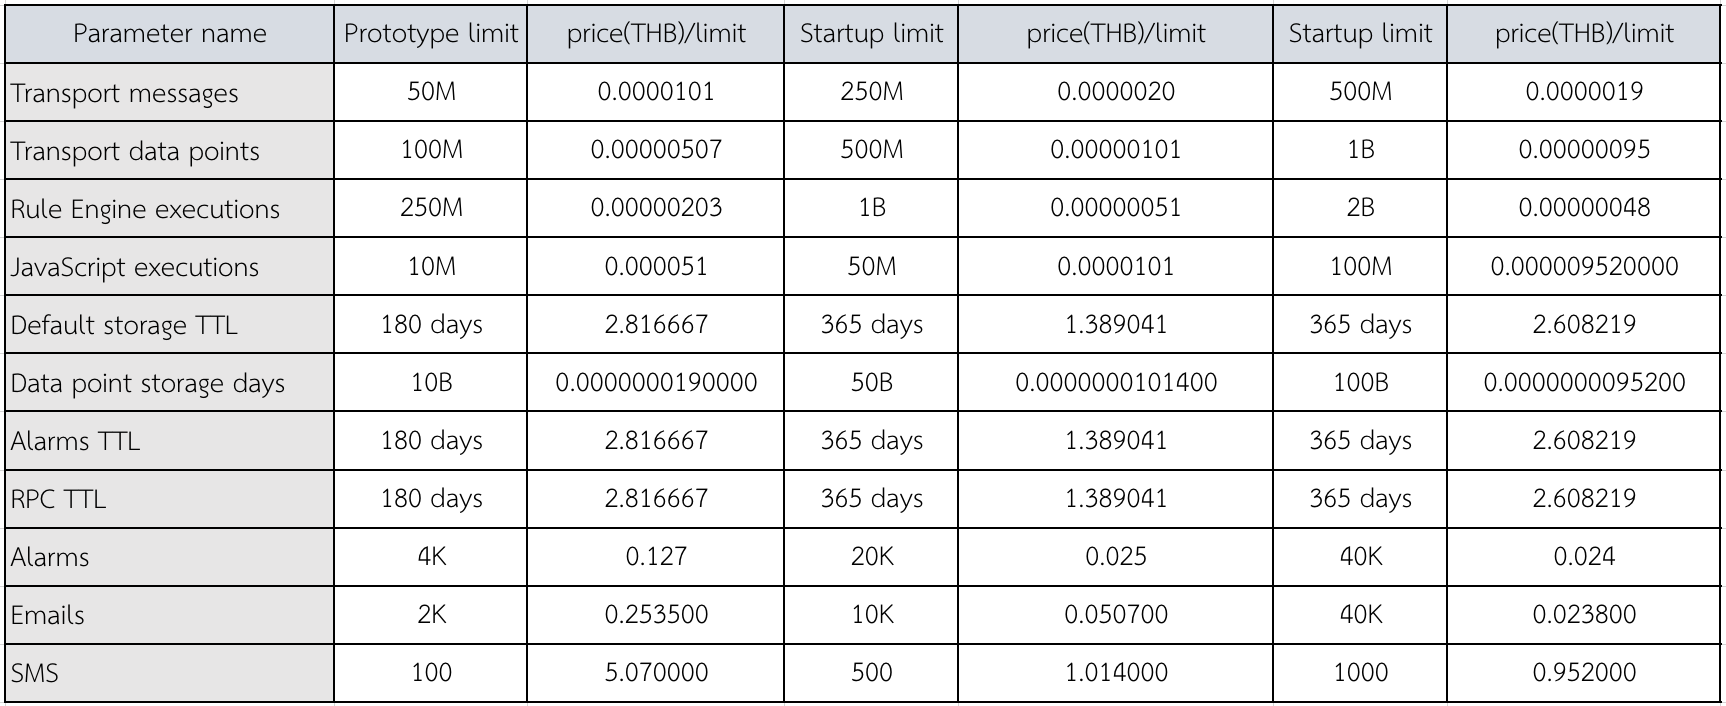 Parameter name Prototype limit price(THB)/limit Startup limit price(THB)/limit Startup limit price(THB)/limit
Transport messages 50M 0.0000101 250M 0.0000020 500M 0.0000019
Transport data points 100M 0.00000507 500M 0.00000101 1B 0.00000095
Rule Engine executions 250M 0.00000203 1B 0.00000051 2B 0.00000048
JavaScript executions 10M 0.000051 50M 0.0000101 100M 0.000009520000
Default storage TTL 180 days 2.816667 365 days 1.389041 365 days 2.608219
Data point storage days 10B 0.0000000190000 50B 0.0000000101400 100B 0.0000000095200
Alarms TTL 180 days 2.816667 365 days 1.389041 365 days 2.608219
RPC TTL 180 days 2.816667 365 days 1.389041 365 days 2.608219
Alarms 4K 0.127 20K 0.025 40K 0.024
Emails 2K 0.253500 10K 0.050700 40K 0.023800
SMS 100 5.070000 500 1.014000 1000 0.952000